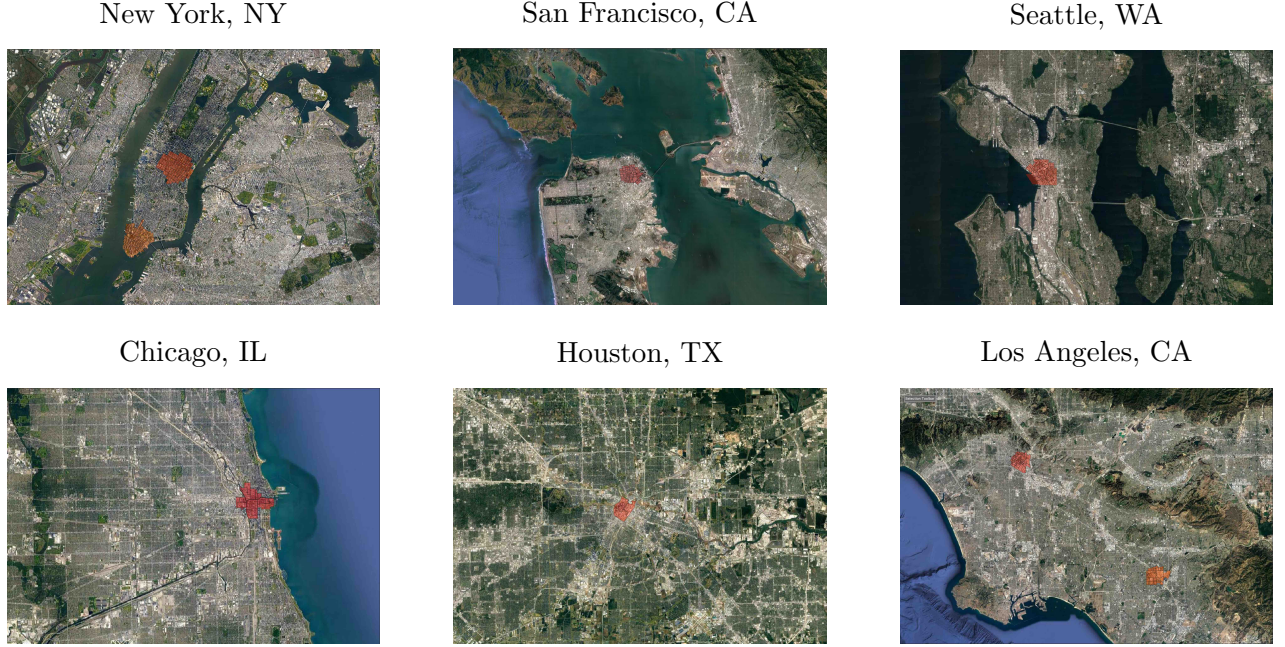 New York, NY
San Francisco, CA
Seattle, WA
Chicago, IL
Houston, TX
Los Angeles, CA